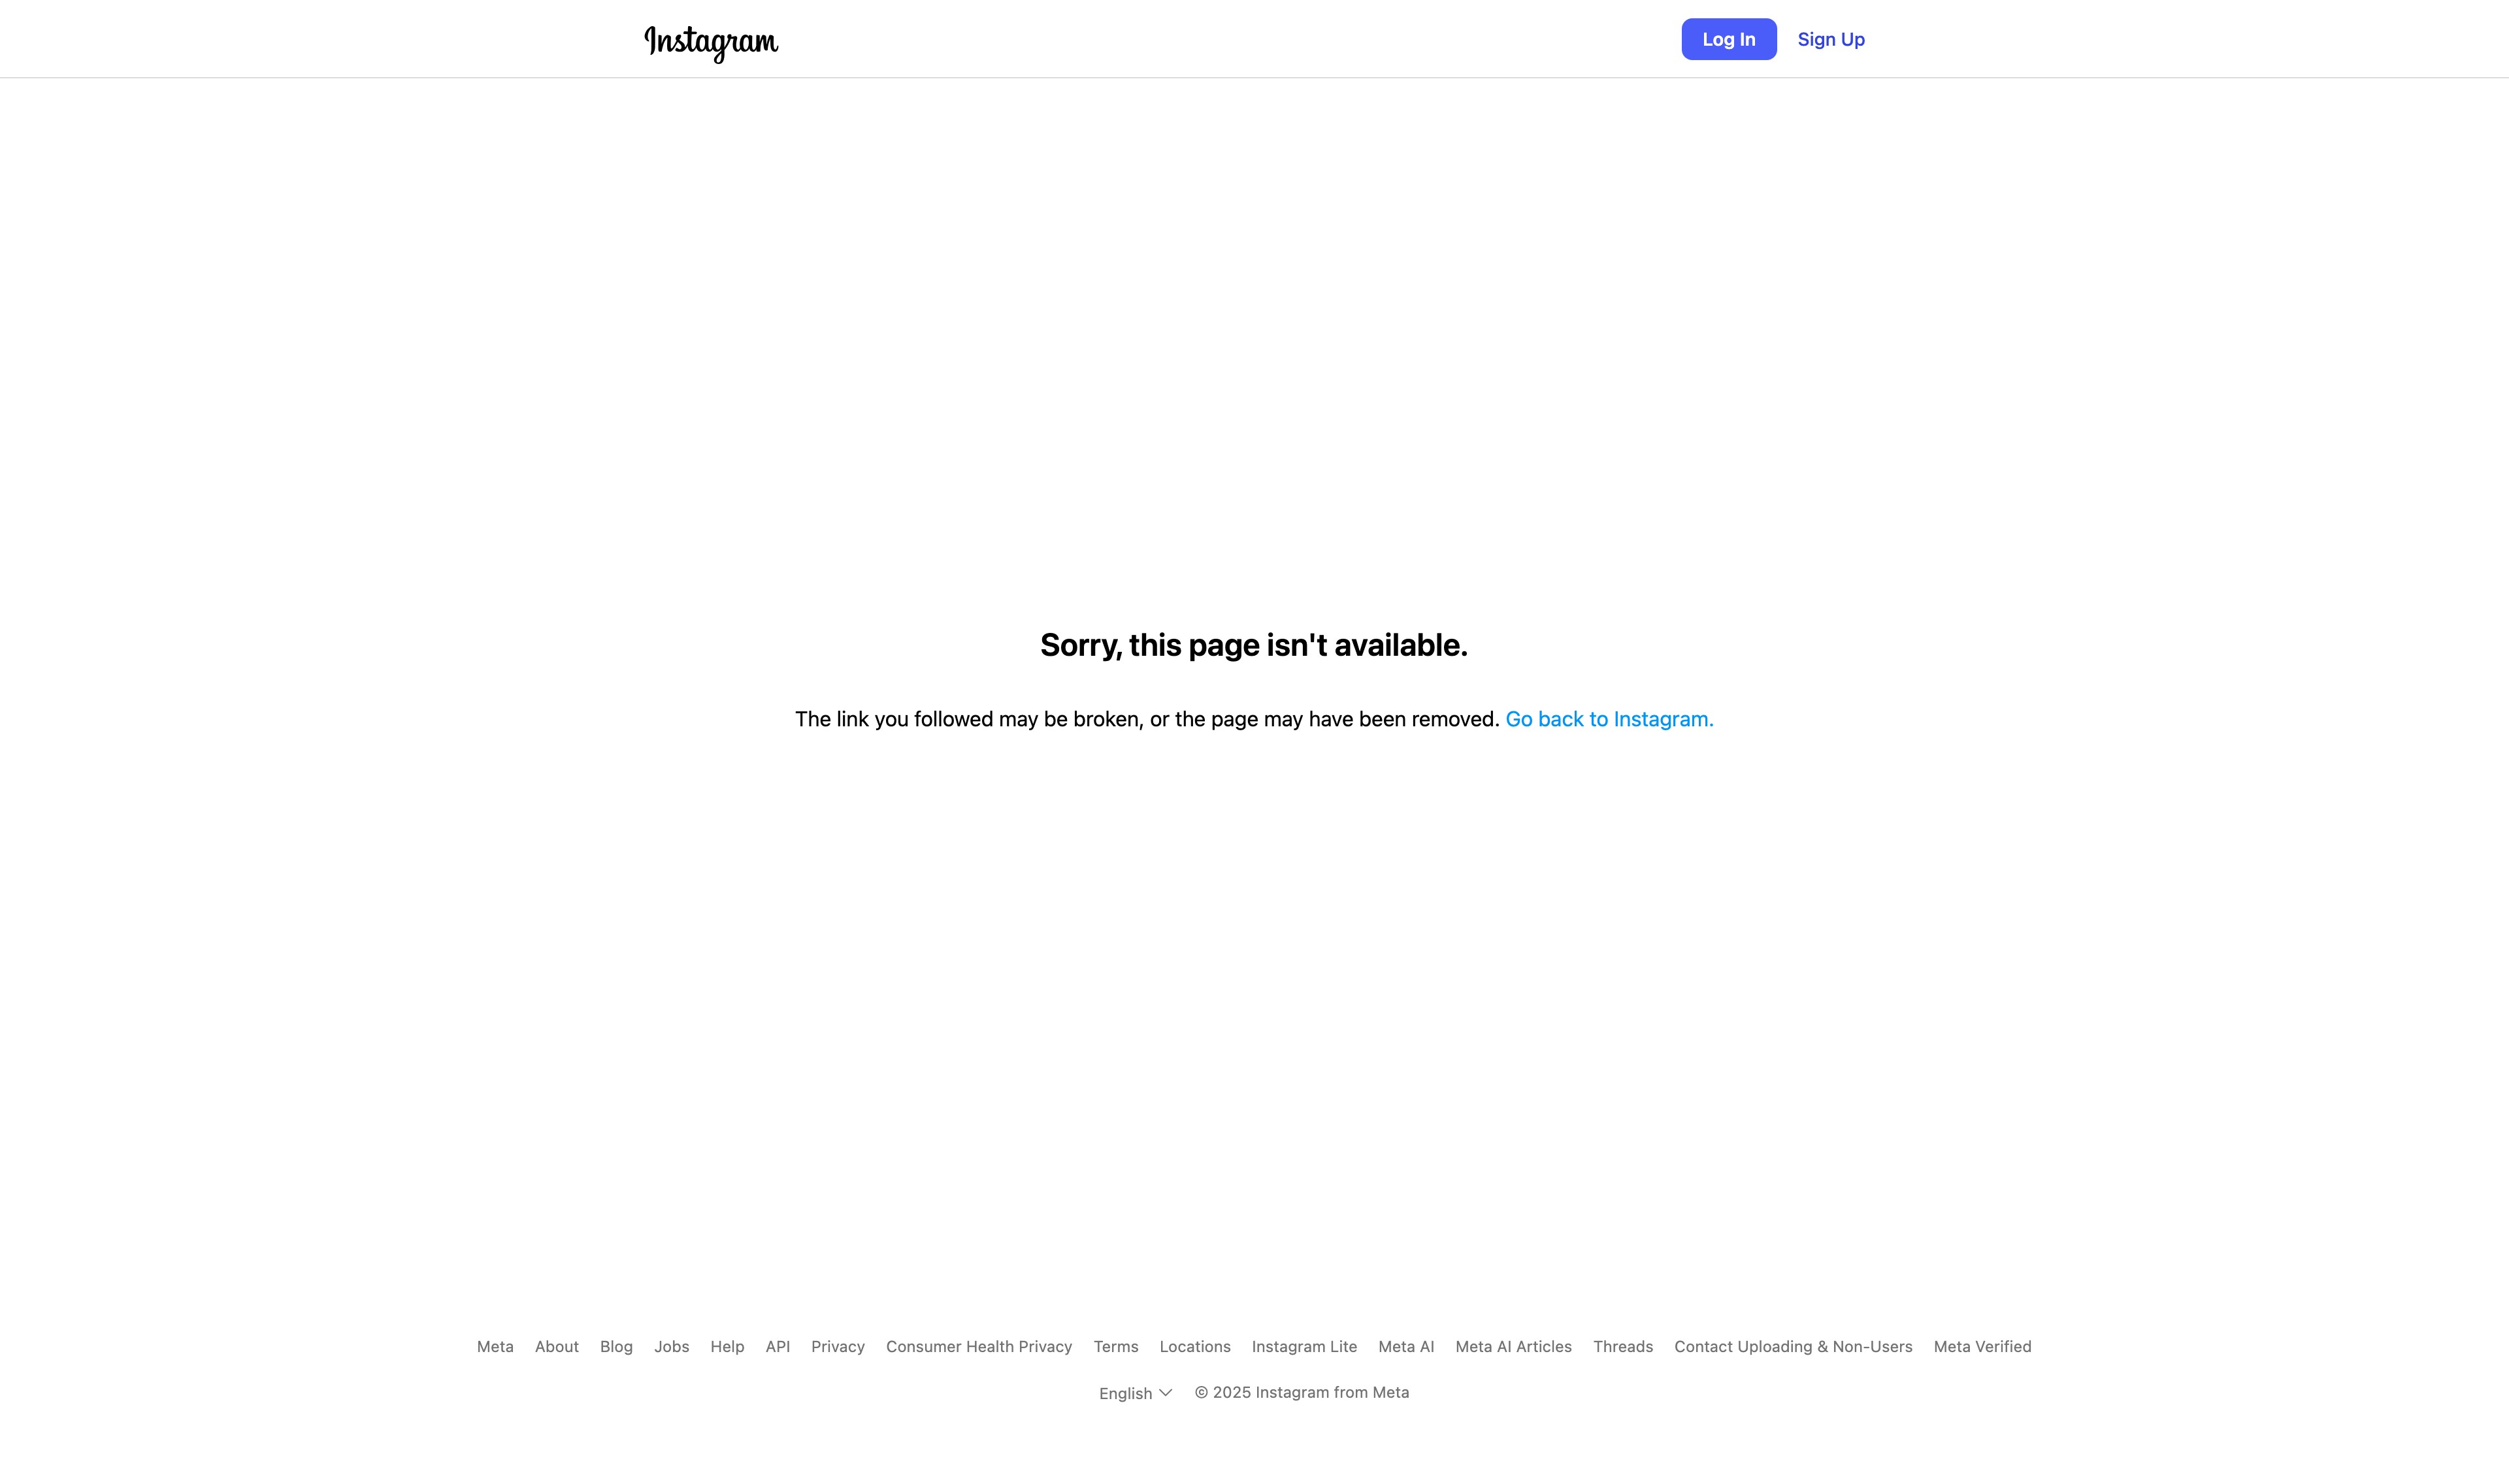 Instagram
Log In
Sign Up
Sorry, this page isn't available.
The link you followed may be broken, or the page may have been removed. Go back to Instagram.
Meta About Blog Jobs Help API Privacy Consumer Health Privacy Terms Locations Instagram Lite Meta AI Meta AI Articles Threads Contact Uploading & Non-Users Meta Verified
English © 2025 Instagram from Meta